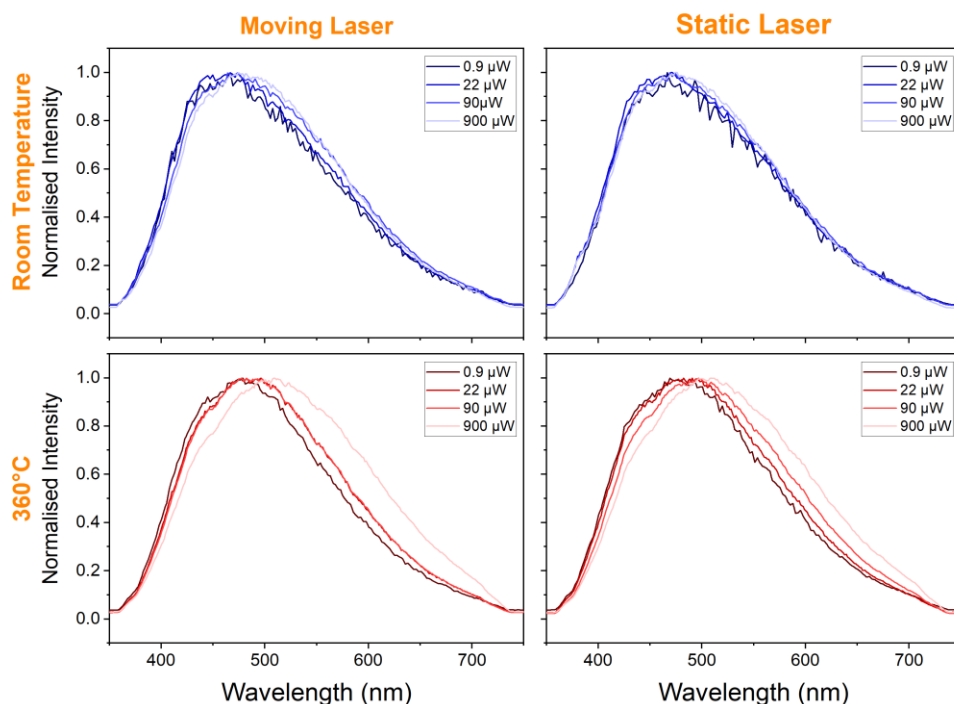 Moving Laser
Static Laser
Room Temperature
Normalised Intensity
1.0
0.8
0.6
0.4
0.2
0.0
0.9 µW
22 µW
90µW
900 µW
0.9 µW
22 µW
90 µW
900 µW
360°C
Normalised Intensity
1.0
0.8
0.6
0.4
0.2
0.0
0.9 µW
22 µW
90 µW
900 µW
0.9 µW
22 µW
90 µW
900 µW
400 500 600 700
400 500 600 700
Wavelength (nm)
Wavelength (nm)